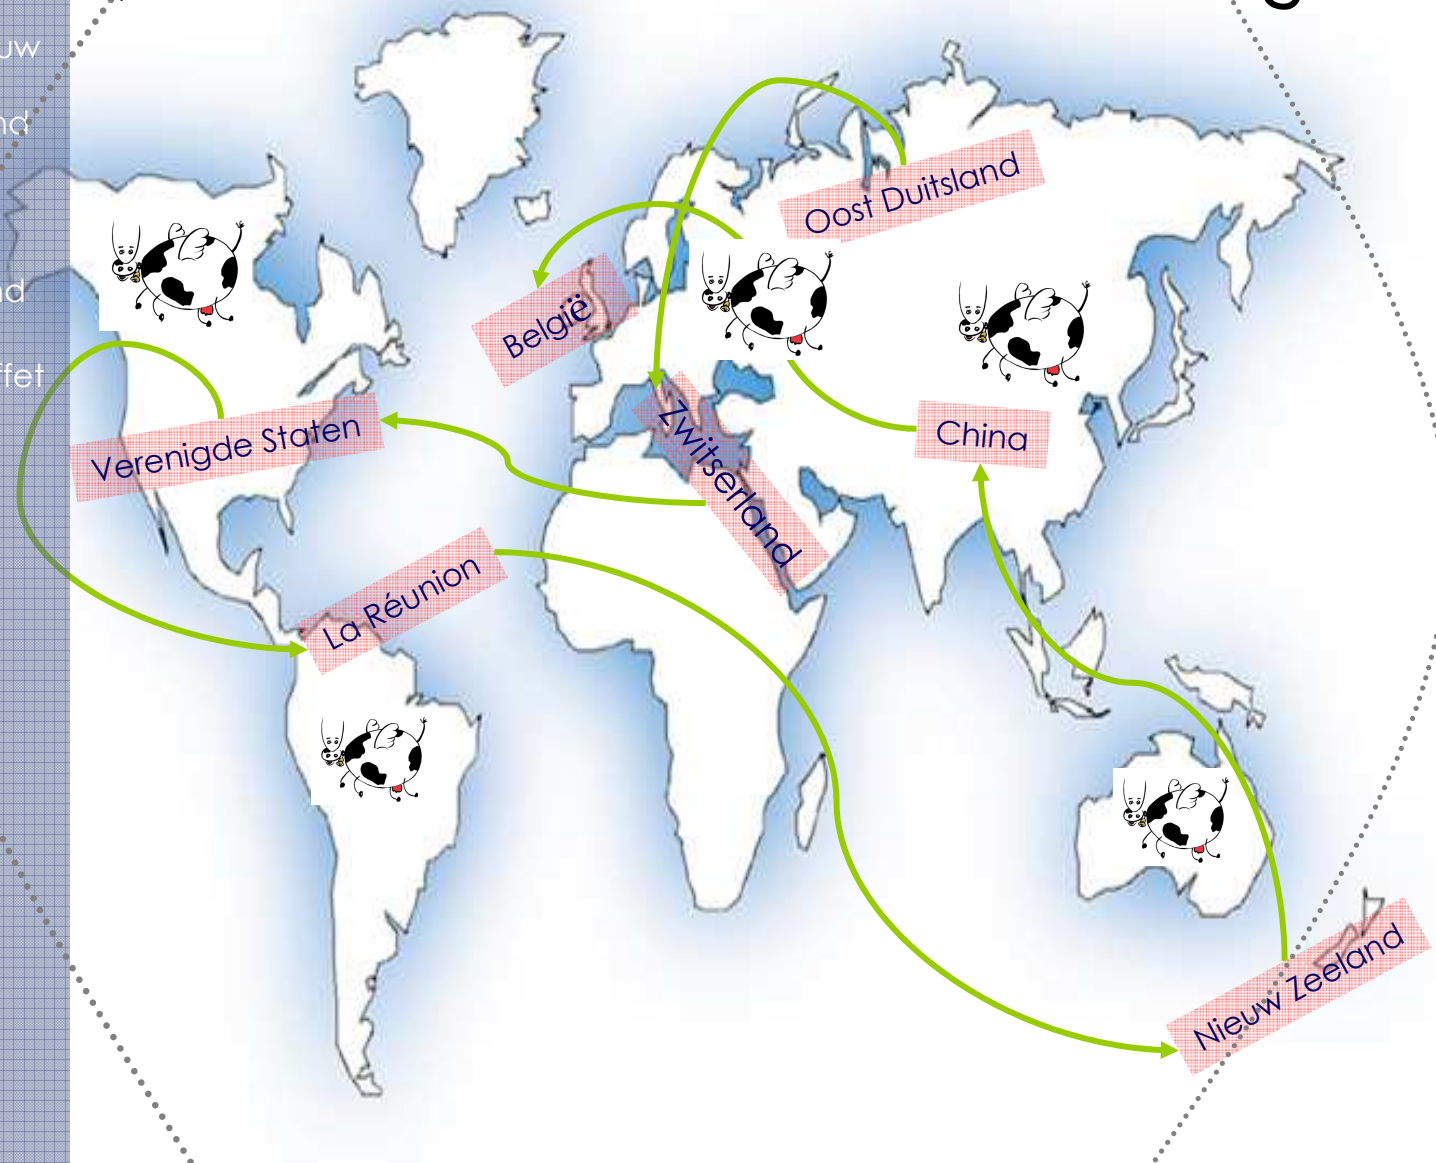 Oost Duitsland
België
Zwitserland
China
Verenigde Staten
La Réunion
Nieuw Zeeland